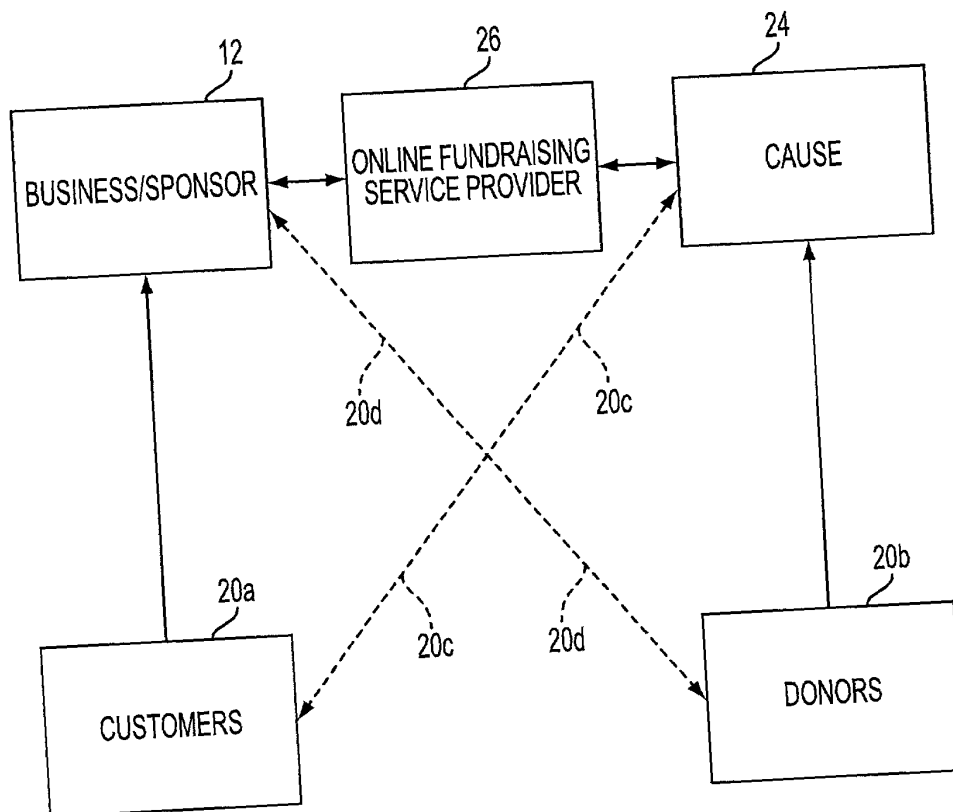 12
26
24
BUSINESS/SPONSOR
ONLINE FUNDRAISING
SERVICE PROVIDER
CAUSE
20d
20c
20a
20c
20d
20b
CUSTOMERS
DONORS